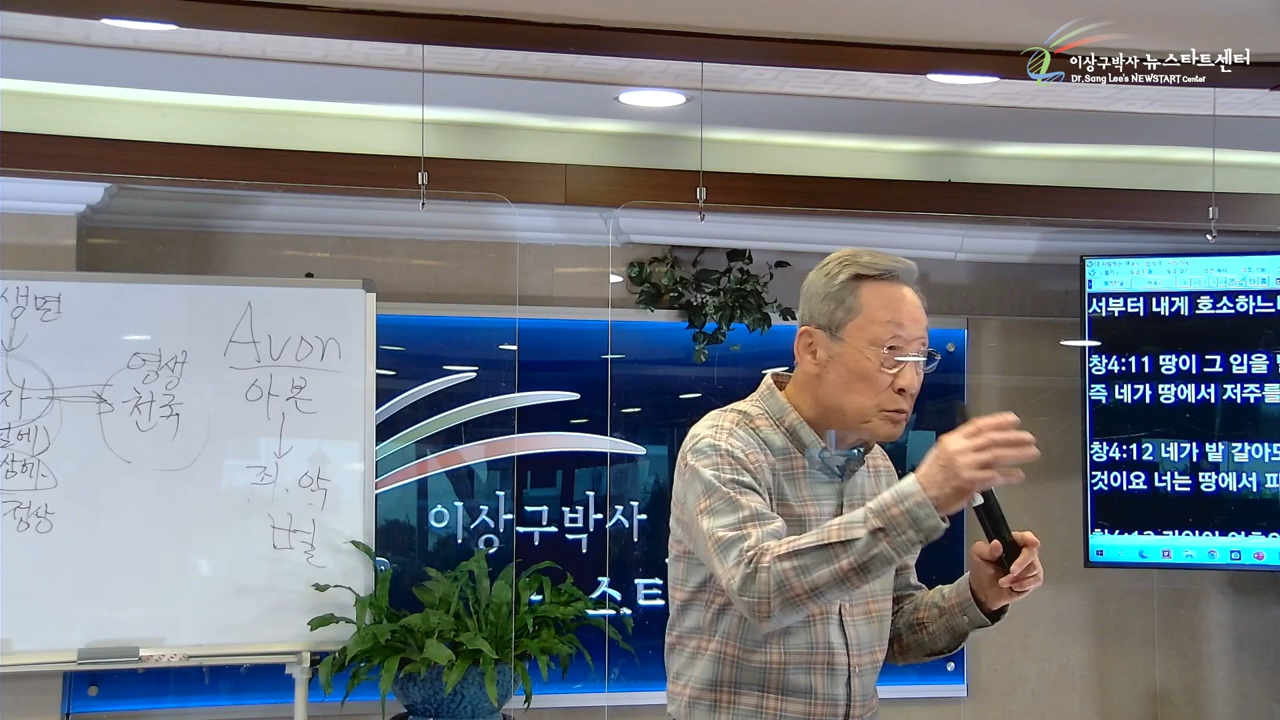 이상구박사 뉴스타트센터
Dr. Sang Lee's NEWSTART Center
생면
자
정상
영생
천국
Avon
아본
죄. 악
벌
이상구박사
스타
서부터 내게 호소하느
창4:11 땅이 그 입을
즉 네가 땅에서 저주를
창4:12 네가 밭 갈아도
것이요 너는 땅에서 피